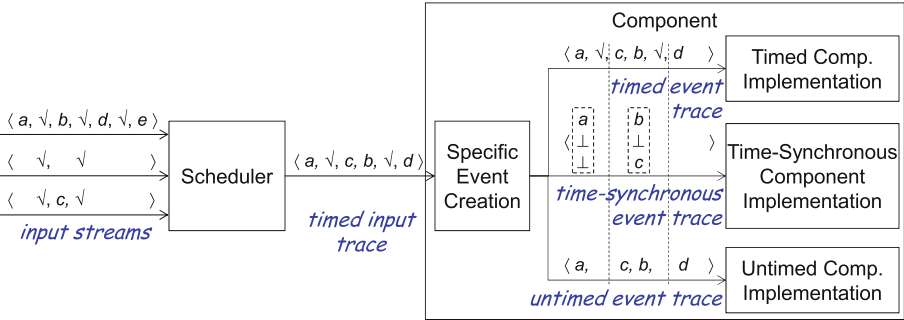 Component
⟨ a, √, b, √, d, √, e ⟩
⟨ √, √ ⟩
⟨ √, c, √ ⟩
input streams
Scheduler
⟨ a, √, c, b, √, d ⟩
timed input
trace
Specific
Event
Creation
⟨ a, √, c, b, √, d ⟩
timed event
trace
Timed Comp.
Implementation
a b
⟨ ⊥ ⊥ ⟩
⊥ c
time-synchronous
event trace
Time-Synchronous
Component
Implementation
⟨ a, c, b, d ⟩
untimed event trace
Untimed Comp.
Implementation